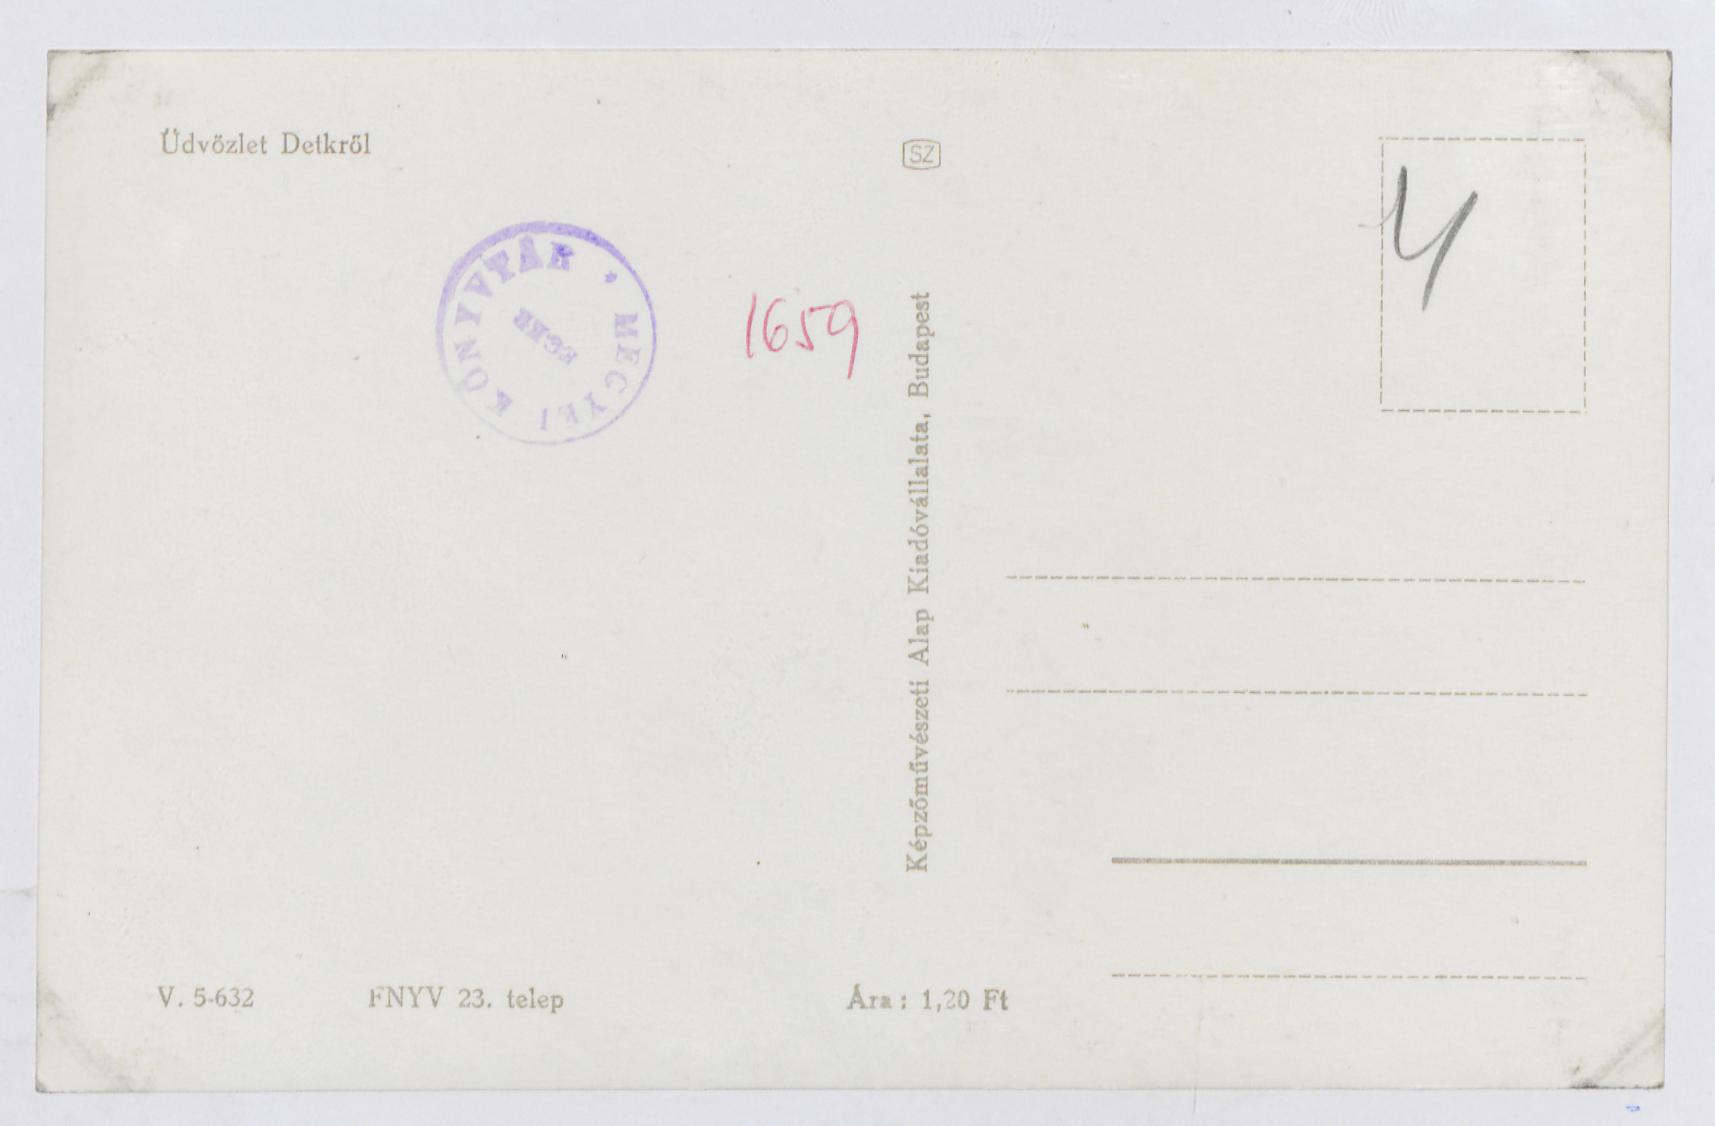 Üdvözlet Detkről
SZ
4
MEGYEI KÖNYVTÁR *
EGER
1659
Képzőművészeti Alap Kiadóvállalata, Budapest
V. 5-632 FNYV 23. telep Ára: 1,20 Ft